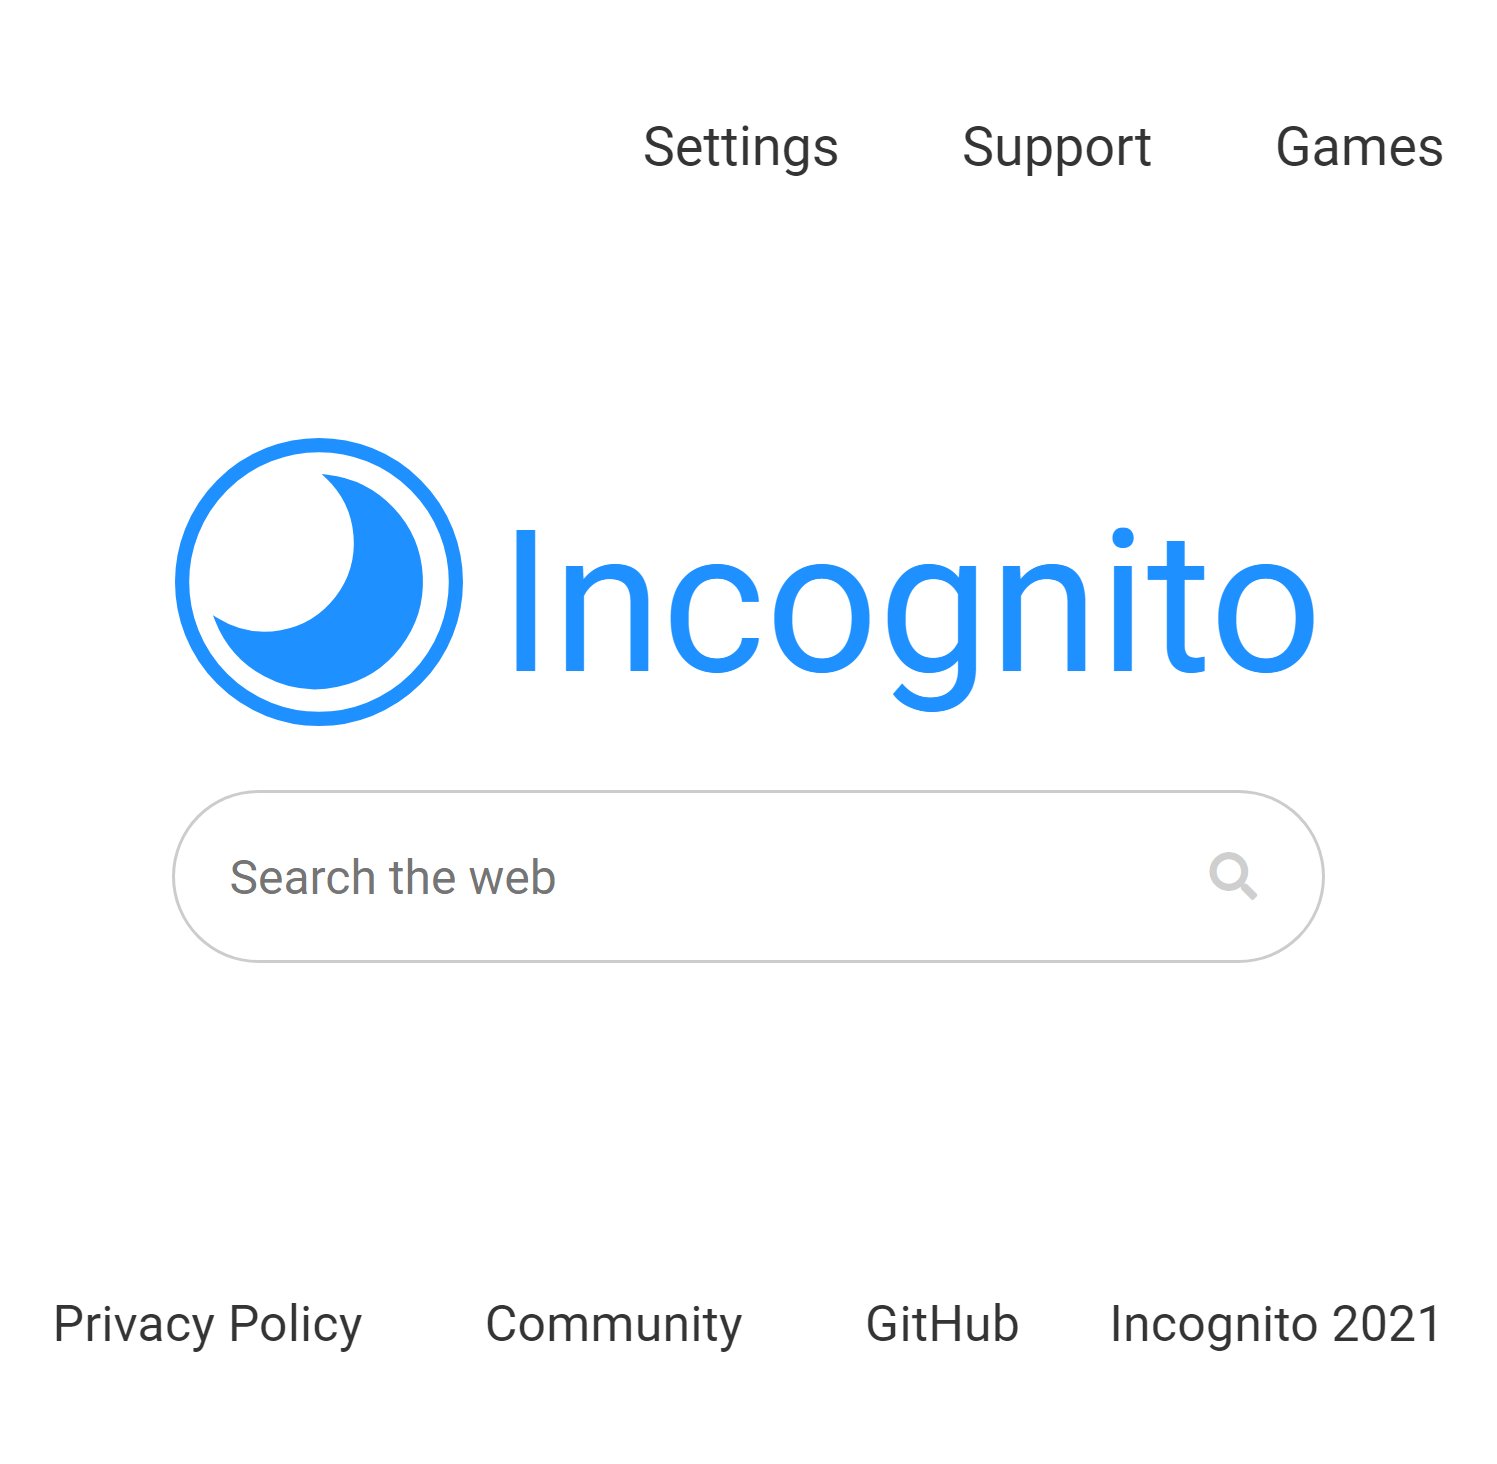 Settings Support Games
Incognito
Search the web
Privacy Policy Community GitHub Incognito 2021